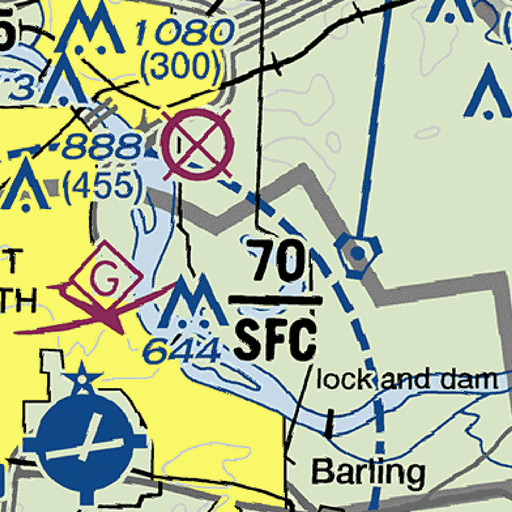 5
1080
(300)
3
888
(455)
T
TH
G
70
SFC
644
lock and dam
Barling
(